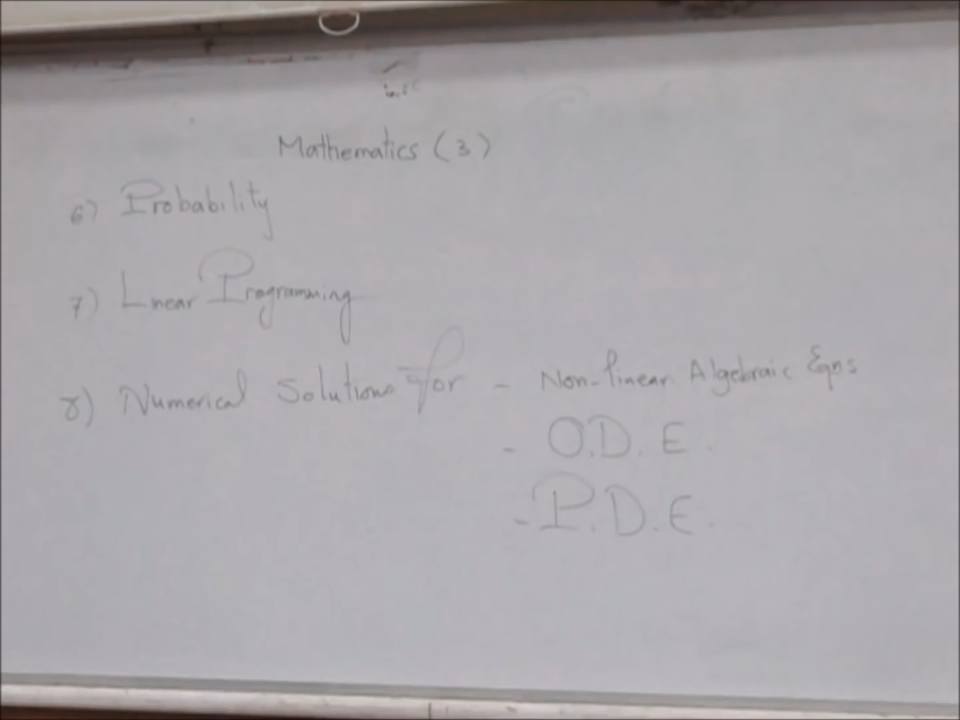 Mathematics (3)
6) Probability
7) Linear Programming
8) Numerical Solutions for - Non-linear Algebraic Eqns
- O.D.E.
- P.D.E.